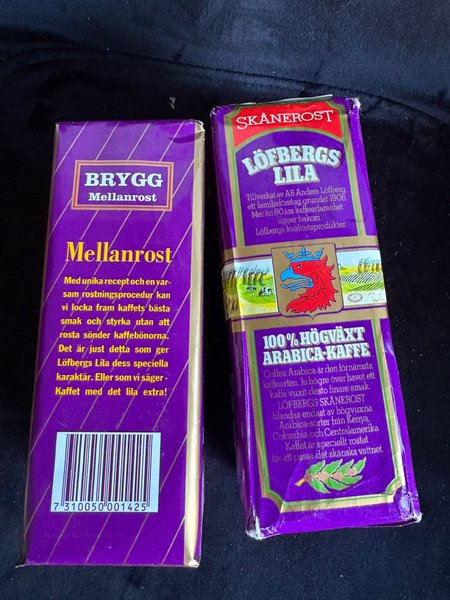 BRYGG
Mellanrost
Mellanrost
Med unika recept och en var-
sam rostningsprocedur kan
vi locka fram kaffets bästa
smak och styrka utan att
rosta sönder kaffebönorna.
Det är just detta som ger
Löfbergs Lila dess speciella
karaktär. Eller som vi säger-
Kaffet med det lila extra!
7 310050 001425
SKÅNEROST
LÖFBERGS
LILA
Tillverkat av AB Anders Löfberg,
ett familjeföretag grundat 1906
Mer än 80 års kaffeerfarenhet
ligger bakom
Löfbergs kvalitetsprodukter.
100% HÖGVÄXT
ARABICA-KAFFE
Coffea Arabica är den förnämsta
kaffearten. Ju högre över havet ett
kaffe vuxit desto finare smak.
LÖFBERGS SKÅNEROST
blandas endast av högvuxna
Arabica-sorter från Kenya,
Colombia och Centralamerika.
Kaffet är speciellt rostat
för att passa det skånska vattnet.